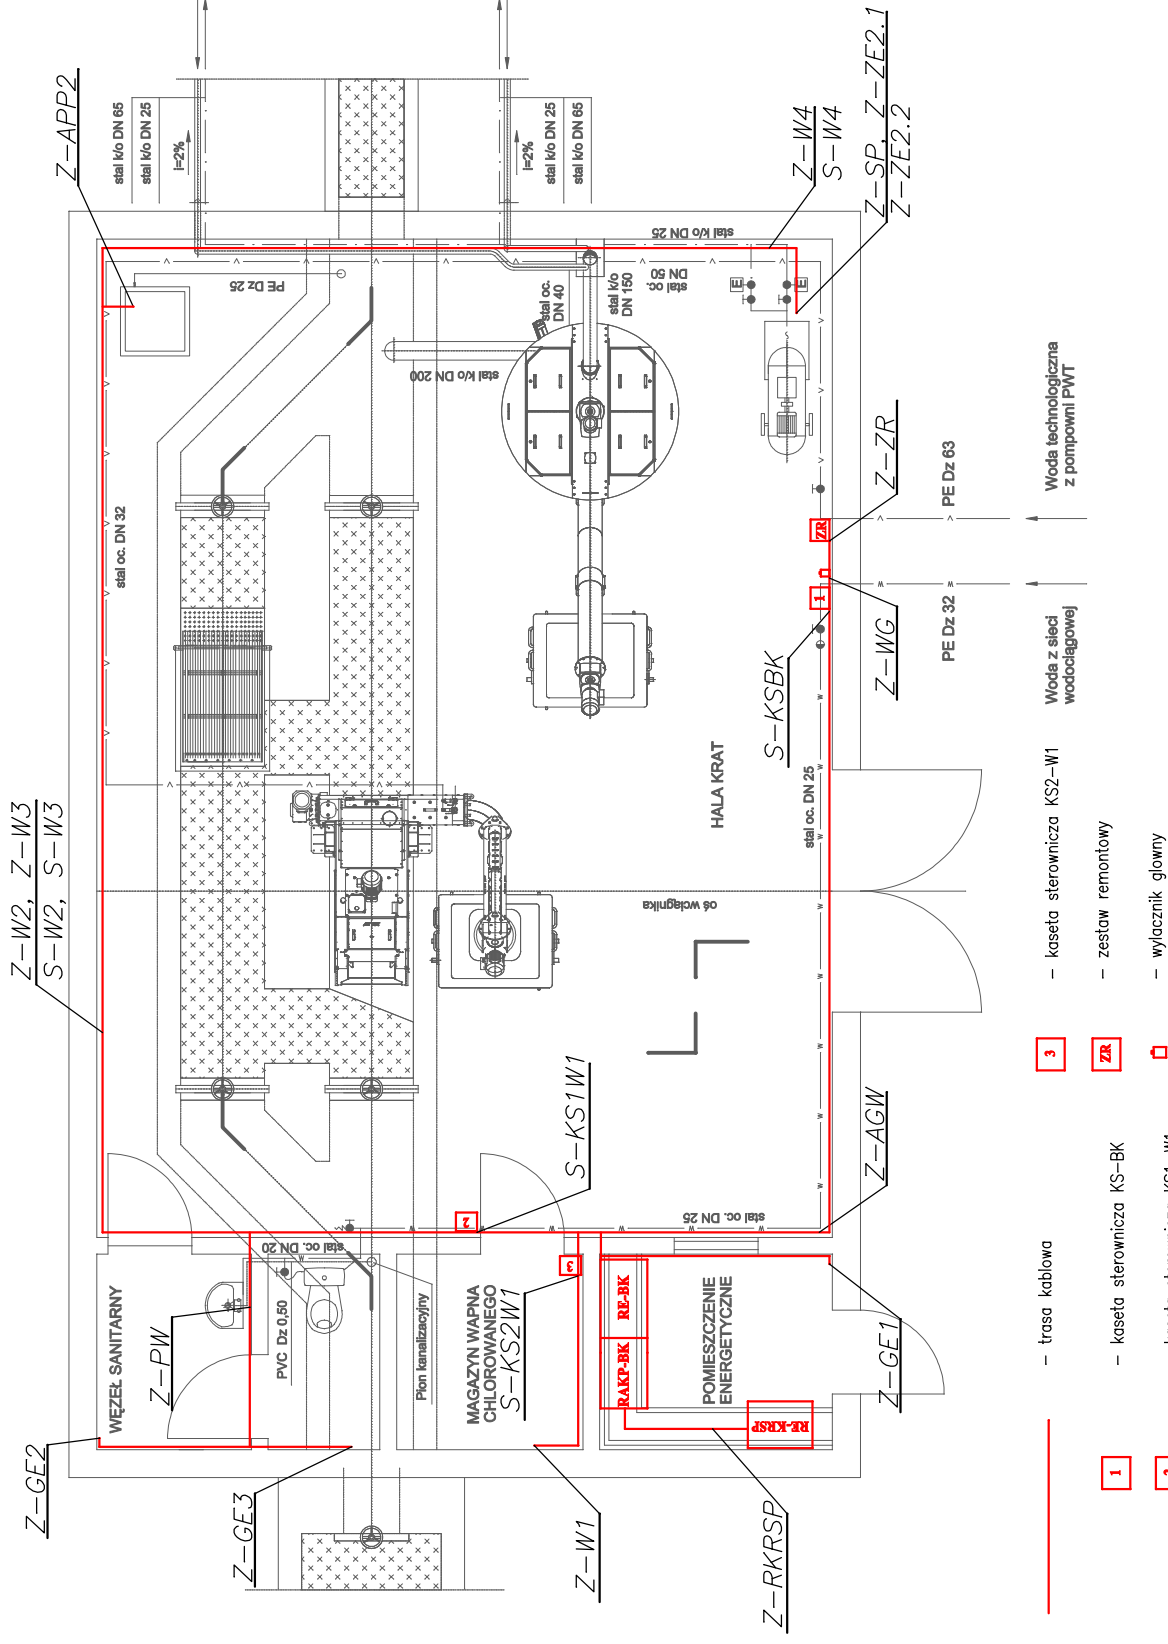 Z-APP2
stal k/o DN 65
stal k/o DN 25
i=2%
i=2%
stal k/o DN 25
stal k/o DN 65
Z-W4
S-W4
Z-SP, Z-ZE2.1
Z-ZE2.2
Z-W2, Z-W3
S-W2, S-W3
stal oc. DN 32
PE Dz 25
stal k/o DN 200
stal oc.
DN 40
stal k/o
DN 150
stal oc.
DN 50
stal k/o DN 25
E
E
Z-ZR
ZR
1
Z-WG
S-KSBK
PE Dz 63
PE Dz 32
Woda technologiczna
z pompowni PWT
Woda z sieci
wodociągowej
HALA KRAT
stal oc. DN 25
oś wciągnika
S-KS1W1
2
stal oc. DN 25
Z-AGW
stal oc. DN 20
WĘZEŁ SANITARNY
Z-PW
PVC Dz 0,50
Pion kanalizacyjny
MAGAZYN WAPNA
CHLOROWANEGO
S-KS2W1
3
RE-BK
RAKP-BK
RE-KRSP
POMIESZCZENIE
ENERGETYCZNE
Z-GE1
Z-GE2
Z-GE3
Z-W1
Z-RKRSP
- trasa kablowa
1
- kaseta sterownicza KS-BK
3
- kaseta sterownicza KS2-W1
ZR
- zestaw remontowy
- wylacznik glowny